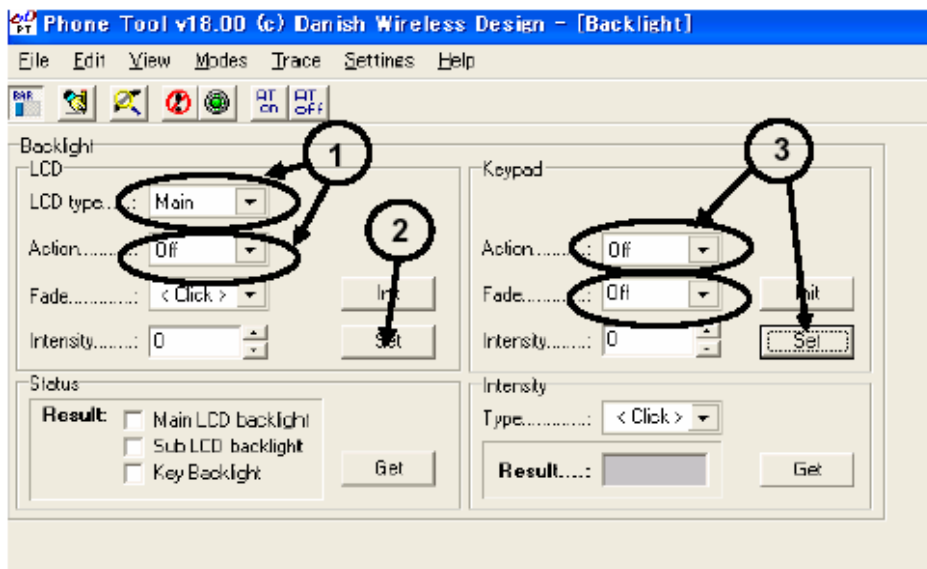 Phone Tool v18.00 (c) Danish Wireless Design - [Backlight]
File Edit View Modes Trace Settings Help
BAR AT on AT off
Backlight
LCD
LCD type.....: Main
Action.........: Off
Fade............: < Click > Init
Intensity........: 0 Set
1
2
Keypad
3
Action.........: Off
Fade............: Off Init
Intensity........: 0 Set
Status
Result: Main LCD backlight
Sub LCD backlight
Key Backlight
Get
Intensity
Type............: < Click >
Result.....: Get